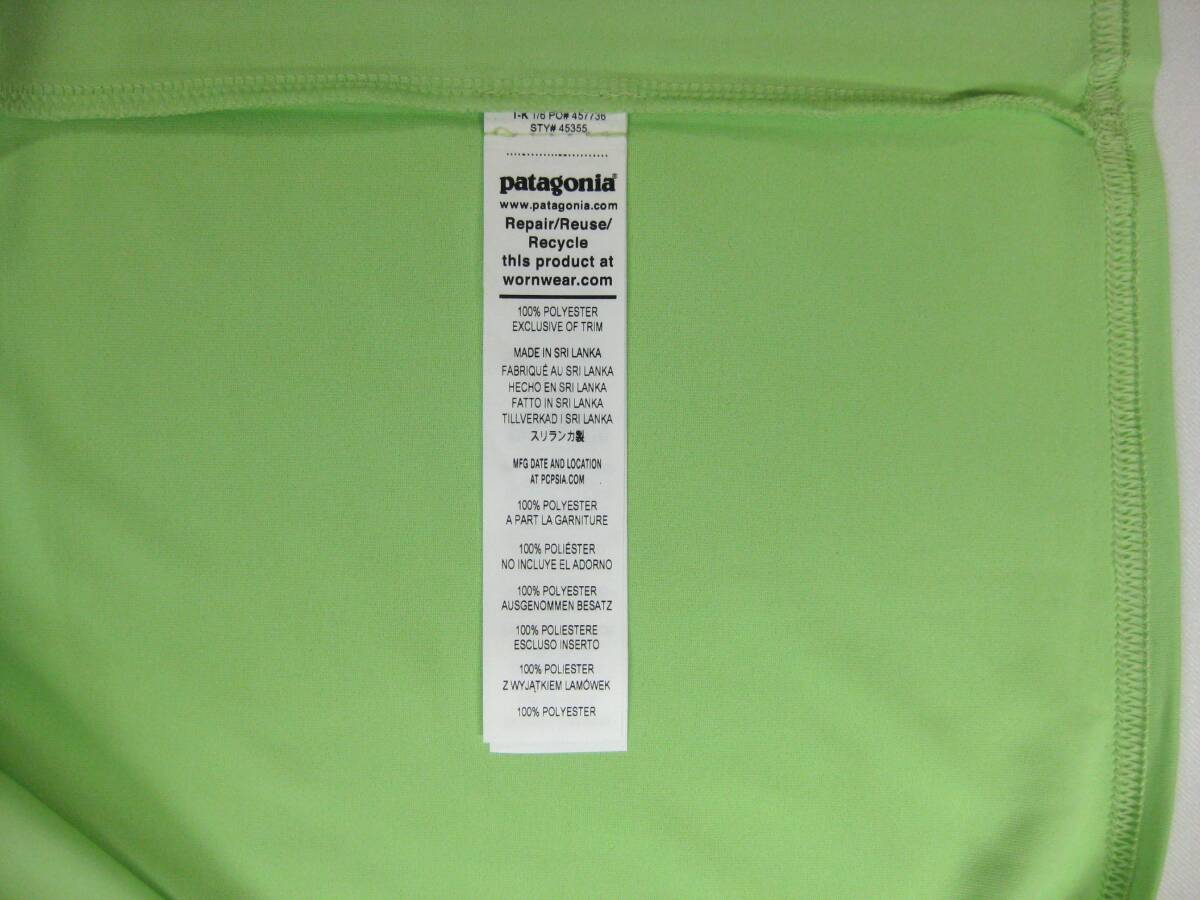 T-K 1/6 PO# 457736
STY# 45355
patagonia®
www.patagonia.com
Repair/Reuse/
Recycle
this product at
wornwear.com
100% POLYESTER
EXCLUSIVE OF TRIM
MADE IN SRI LANKA
FABRIQUÉ AU SRI LANKA
HECHO EN SRI LANKA
FATTO IN SRI LANKA
TILLVERKAD I SRI LANKA
スリランカ製
MFG DATE AND LOCATION
AT PCPSIA.COM
100% POLYESTER
A PART LA GARNITURE
100% POLIÉSTER
NO INCLUYE EL ADORNO
100% POLYESTER
AUSGENOMMEN BESATZ
100% POLIESTERE
ESCLUSO INSERTO
100% POLIESTER
Z WYJĄTKIEM LAMÓWEK
100% POLYESTER